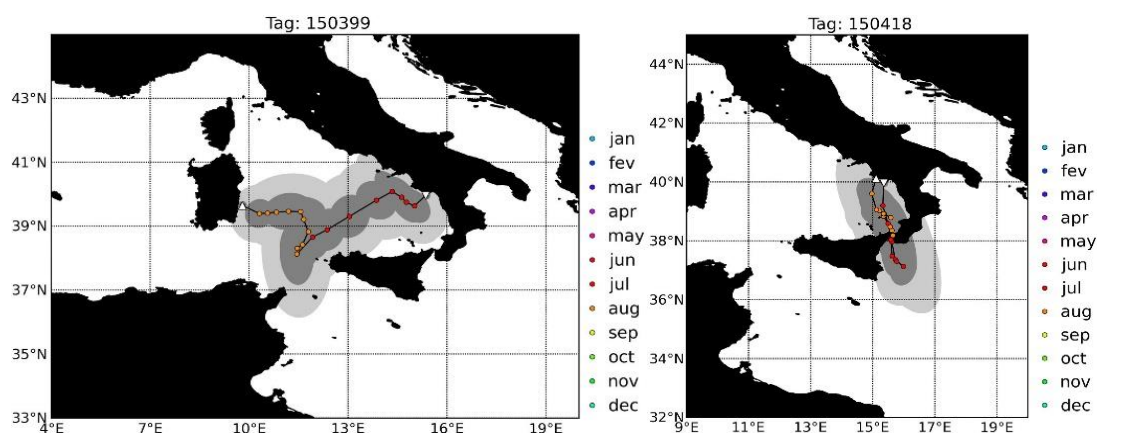 Tag: 150399
43°N
41°N
39°N
37°N
35°N
33°N
4°E
7°E
10°E
13°E
16°E
19°E
jan
fev
mar
apr
may
jun
jul
aug
sep
oct
nov
dec
Tag: 150418
44°N
42°N
40°N
38°N
36°N
34°N
32°N
9°E
11°E
13°E
15°E
17°E
19°E
jan
fev
mar
apr
may
jun
jul
aug
sep
oct
nov
dec